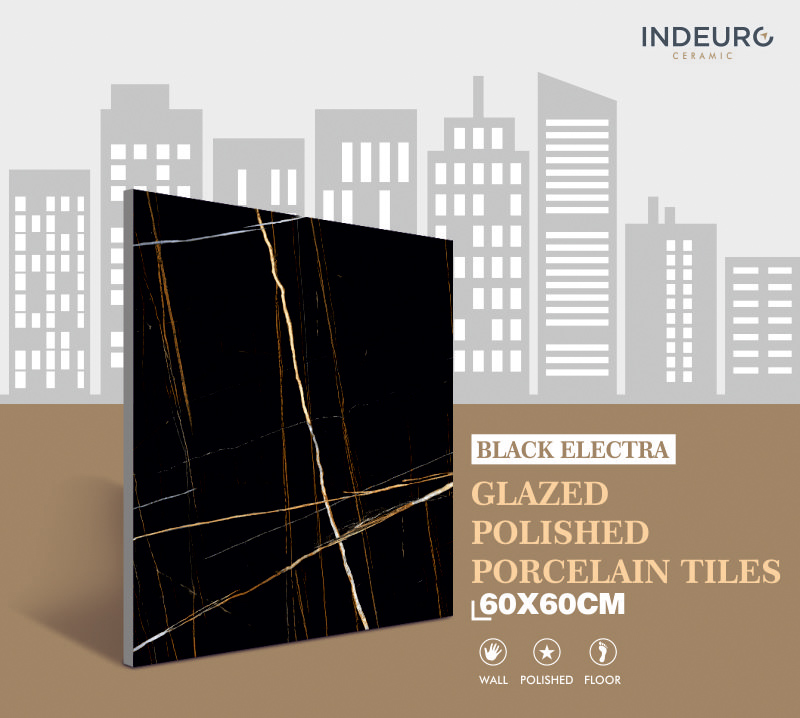 INDEURO
CERAMIC
BLACK ELECTRA
GLAZED
POLISHED
PORCELAIN TILES
60X60CM
WALL POLISHED FLOOR